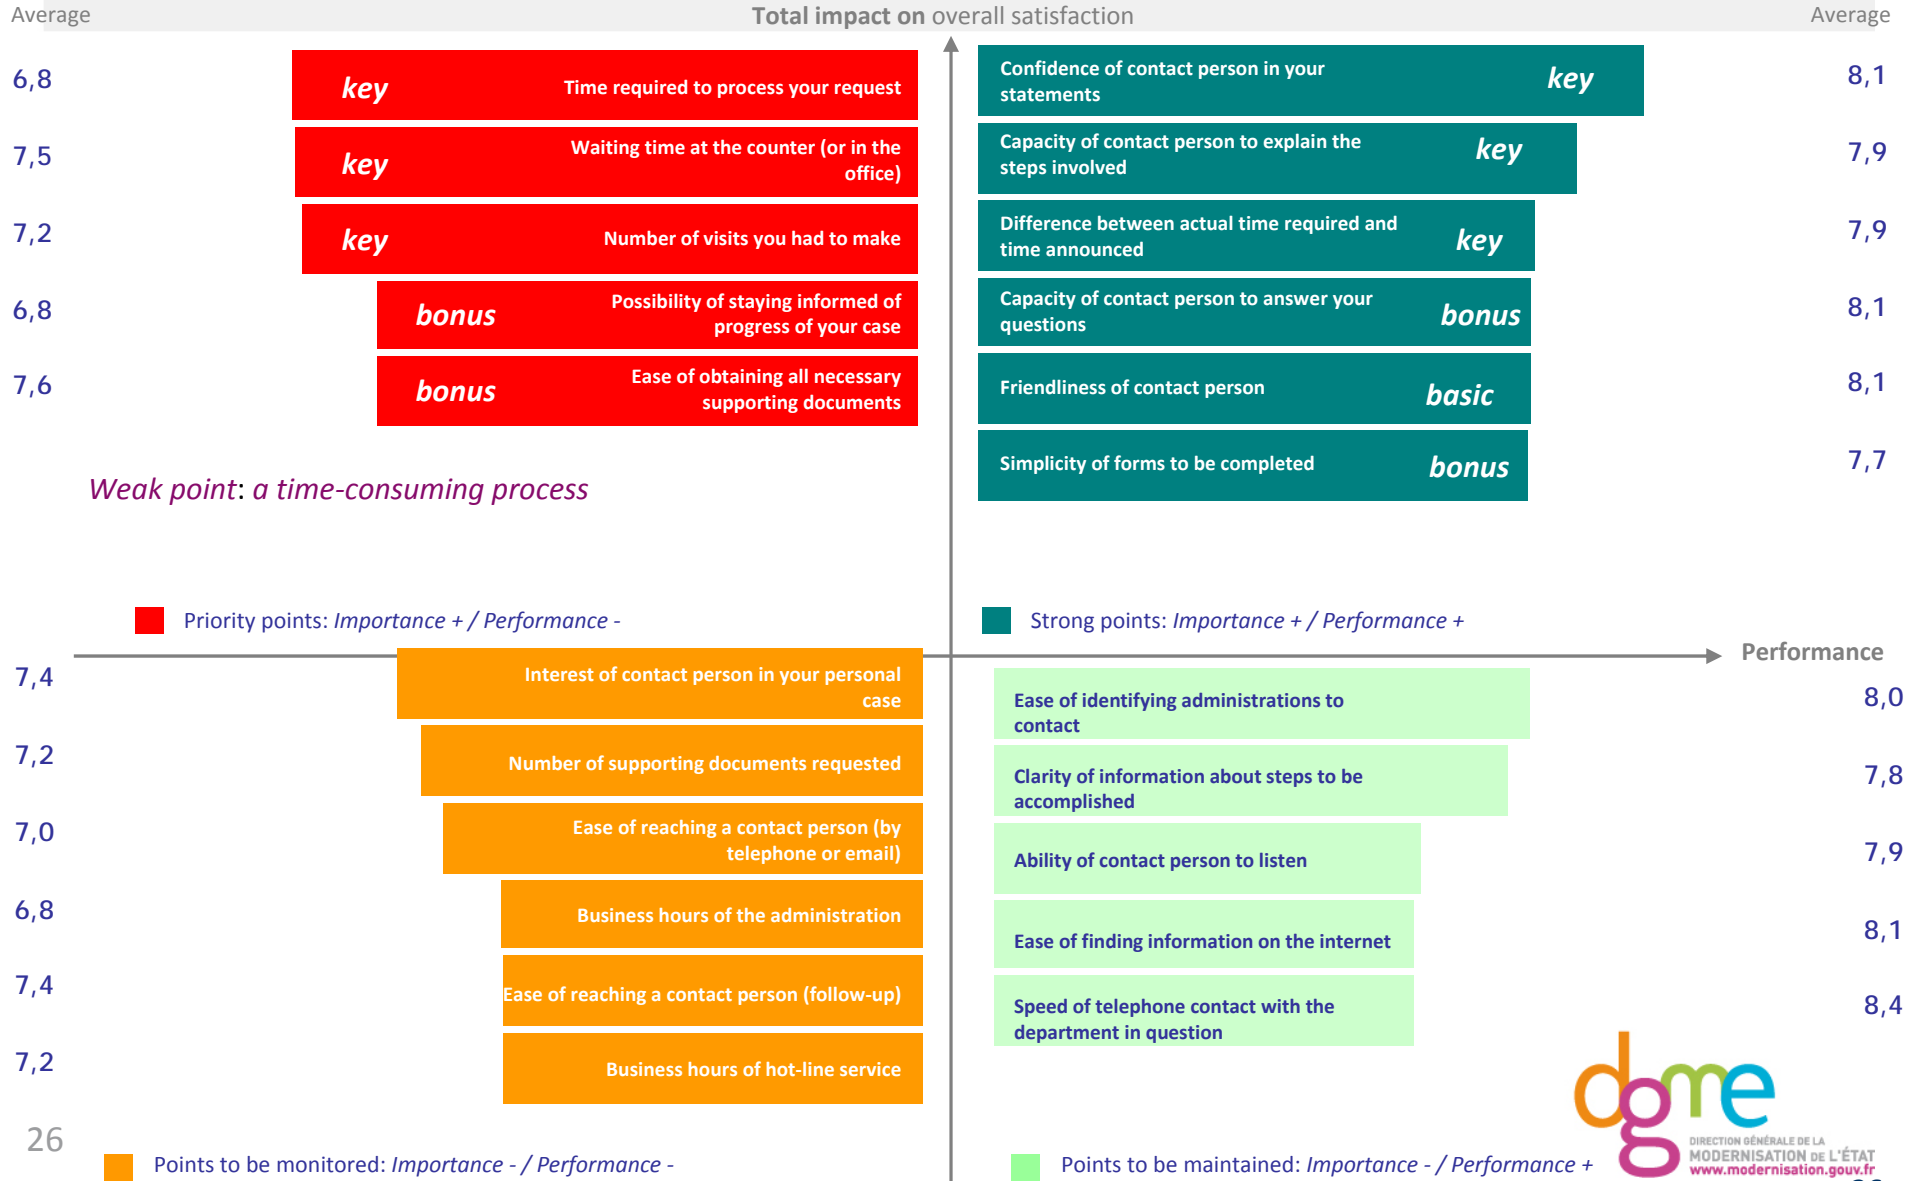 Average
Total impact on overall satisfaction
Average
6,8
key
Time required to process your request
7,5
key
Waiting time at the counter (or in the
office)
7,2
key
Number of visits you had to make
6,8
bonus
Possibility of staying informed of
progress of your case
7,6
bonus
Ease of obtaining all necessary
supporting documents
Weak point: a time-consuming process
Confidence of contact person in your
statements
key
8,1
Capacity of contact person to explain the
steps involved
key
7,9
Difference between actual time required and
time announced
key
7,9
Capacity of contact person to answer your
questions
bonus
8,1
Friendliness of contact person
basic
8,1
Simplicity of forms to be completed
bonus
7,7
Priority points: Importance + / Performance -
Strong points: Importance + / Performance +
Performance
7,4
Interest of contact person in your personal
case
7,2
Number of supporting documents requested
7,0
Ease of reaching a contact person (by
telephone or email)
6,8
Business hours of the administration
7,4
Ease of reaching a contact person (follow-up)
7,2
Business hours of hot-line service
Ease of identifying administrations to
contact
8,0
Clarity of information about steps to be
accomplished
7,8
Ability of contact person to listen
7,9
Ease of finding information on the internet
8,1
Speed of telephone contact with the
department in question
8,4
26
Points to be monitored: Importance - / Performance -
Points to be maintained: Importance - / Performance +
dgme
DIRECTION GÉNÉRALE DE LA
MODERNISATION DE L'ÉTAT
www.modernisation.gouv.fr